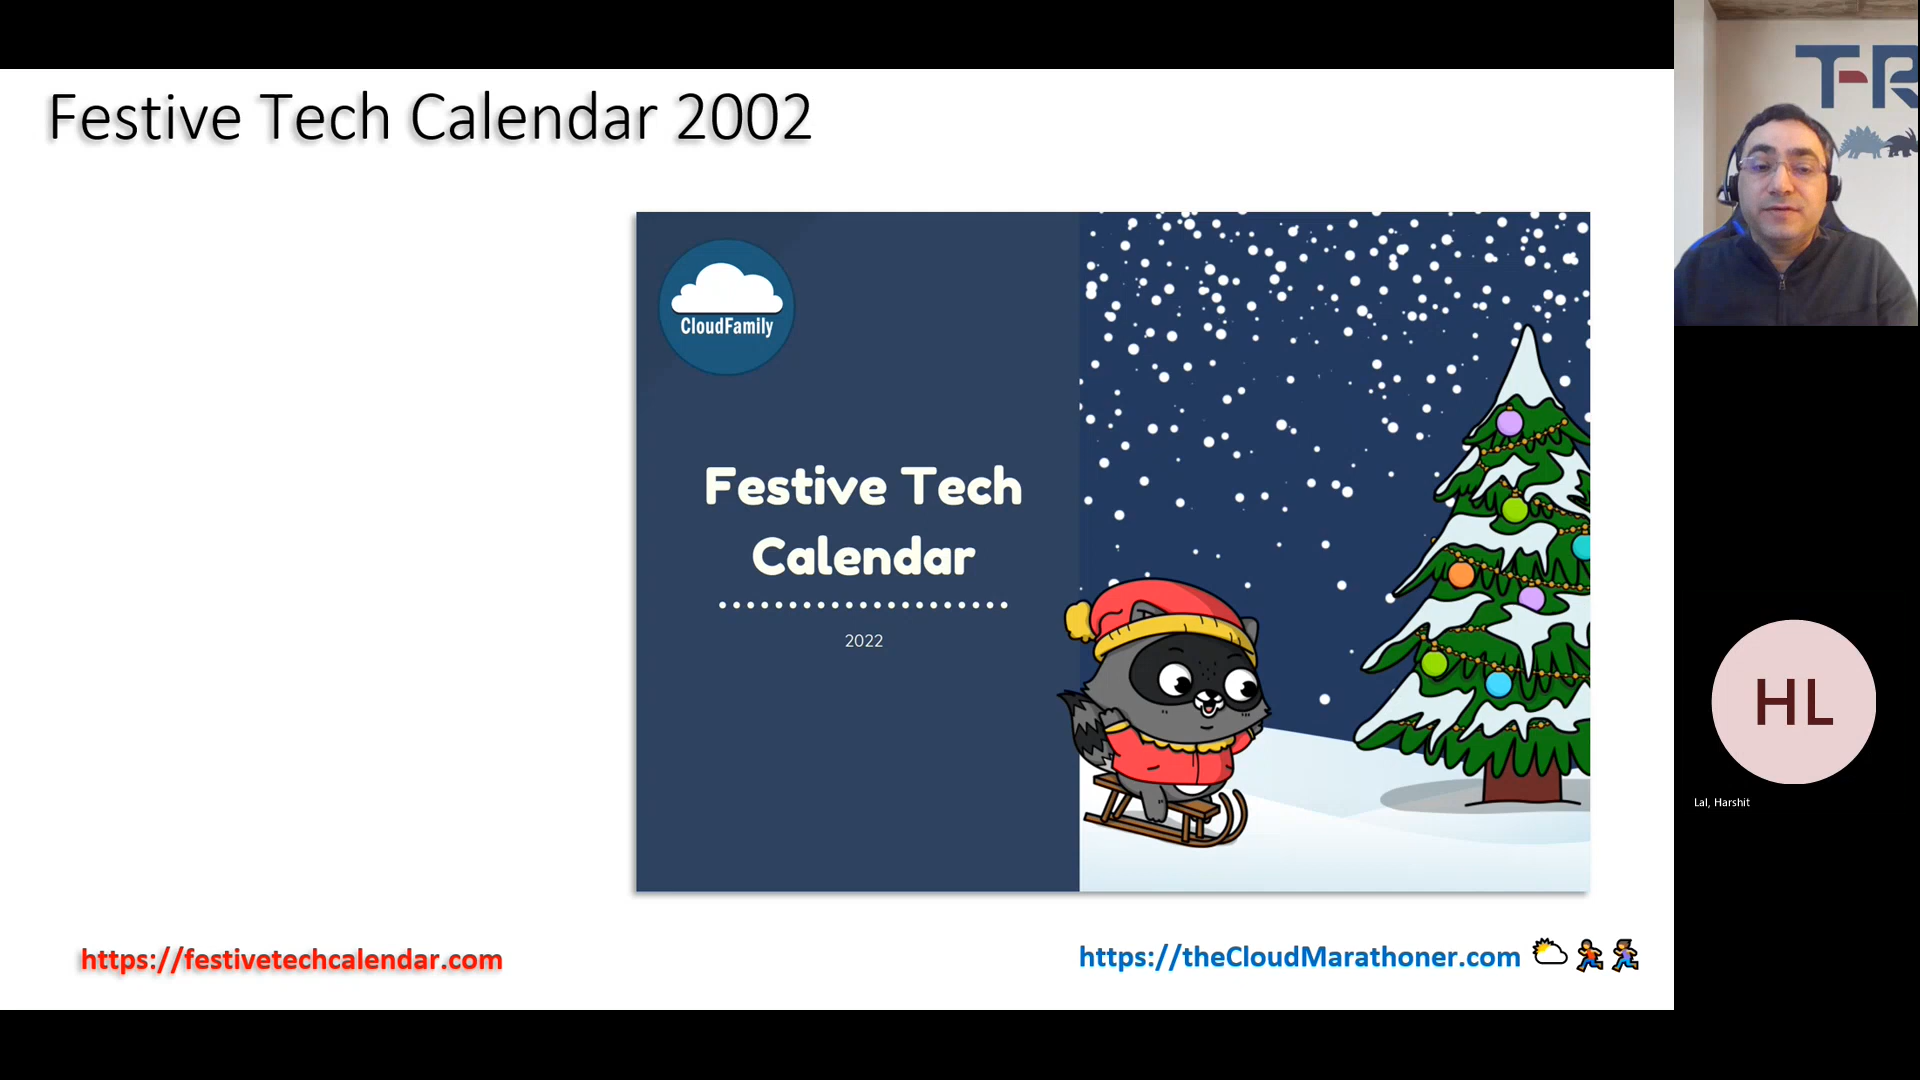 Festive Tech Calendar 2002
CloudFamily
Festive Tech
Calendar
2022
https://festivetechcalendar.com
https://theCloudMarathoner.com
T-R
HL
Lal, Harshit